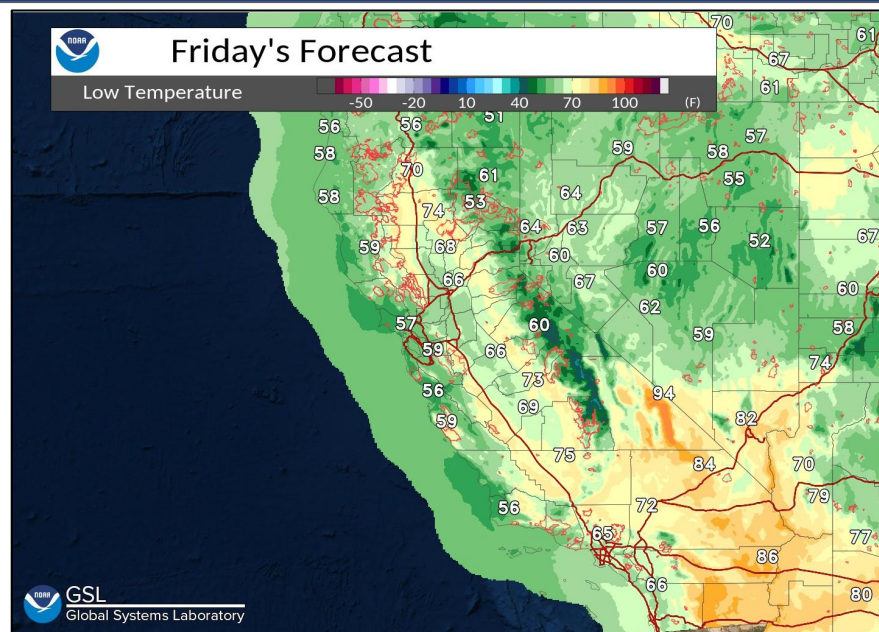 NOAA
Friday's Forecast
Low Temperature
-50 -20 10 40 70 100 (F)
70
61
67
61
56 56 51
58 59 58 57
70 61 55
58 74 53 64
59 68 64 63 57 56 52 67
66 60 67 60 60
62
57 60 59 58
59 66 74
56 73 94
59 69 82
75 84 70
79
56 72
65 77
86
66 80
NOAA
GSL
Global Systems Laboratory